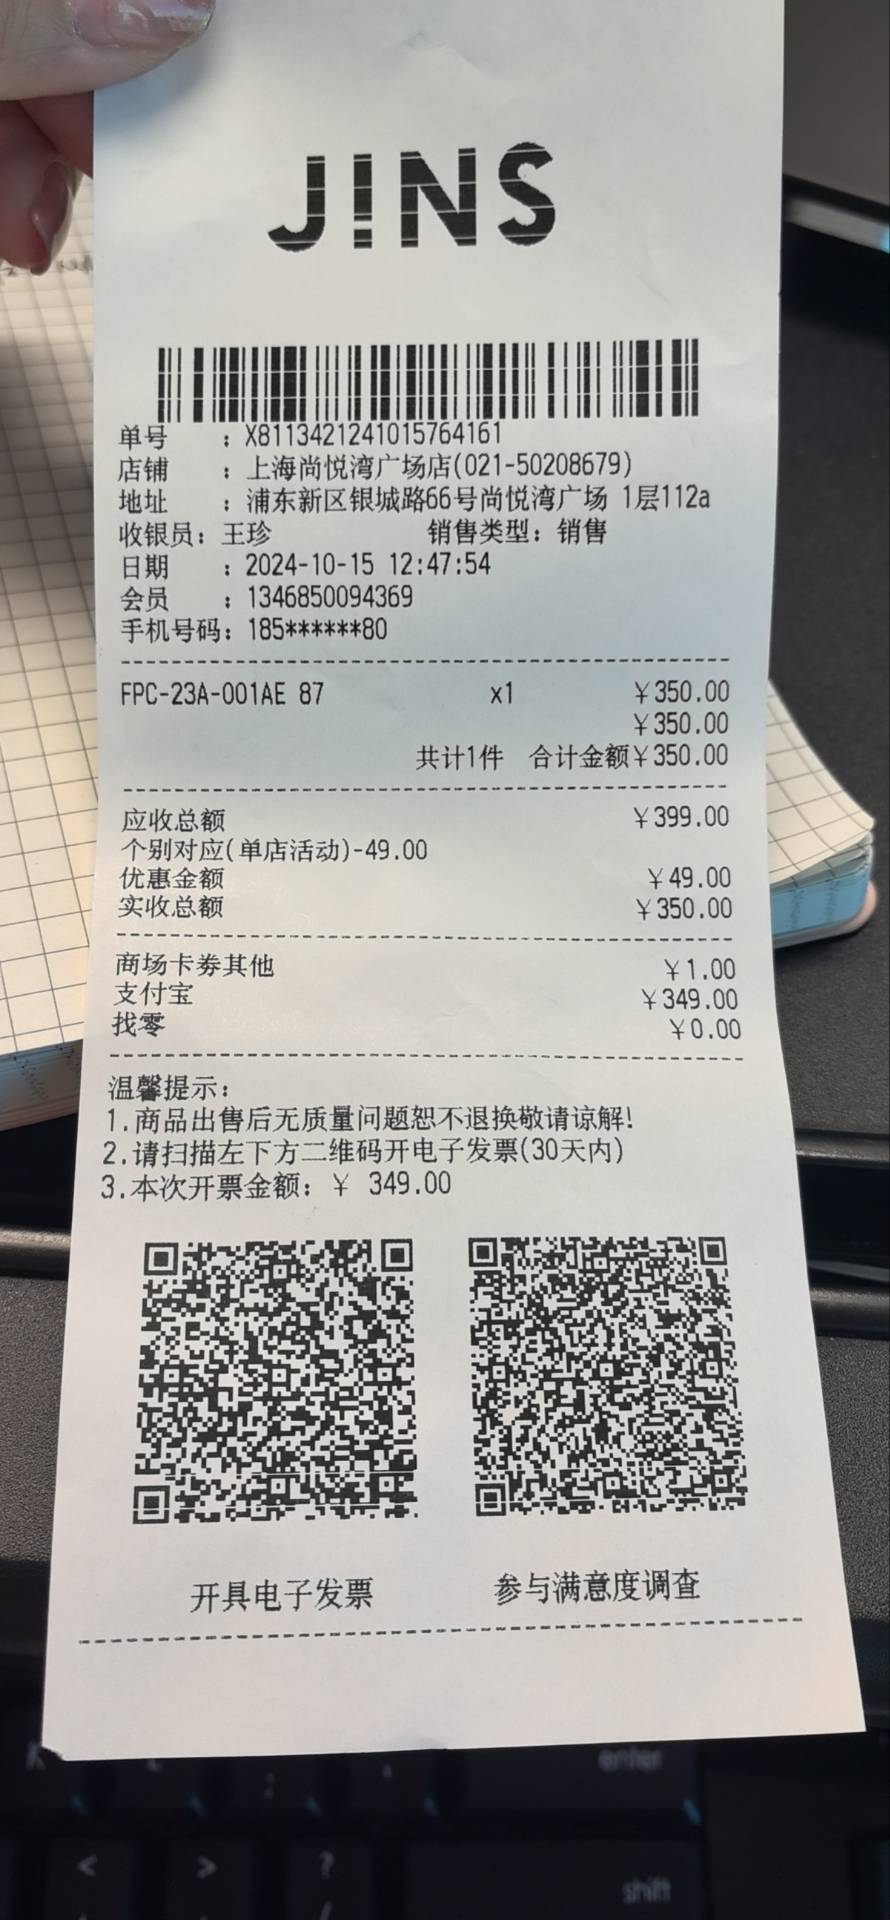 JINS
单号 : X8113421241015764161
店铺 : 上海尚悦湾广场店(021-50208679)
地址 : 浦东新区银城路66号尚悦湾广场 1层112a
收银员: 王珍 销售类型: 销售
日期 : 2024-10-15 12:47:54
会员 : 1346850094369
手机号码: 185******80
FPC-23A-001AE 87 x1 ￥350.00
￥350.00
共计1件 合计金额￥350.00
应收总额 ￥399.00
个别对应(单店活动)-49.00
优惠金额 ￥49.00
实收总额 ￥350.00
商场卡券其他 ￥1.00
支付宝 ￥349.00
找零 ￥0.00
温馨提示:
1.商品出售后无质量问题恕不退换敬请谅解!
2.请扫描左下方二维码开电子发票(30天内)
3.本次开票金额: ￥ 349.00
开具电子发票 参与满意度调查
enter
< > ?
shift